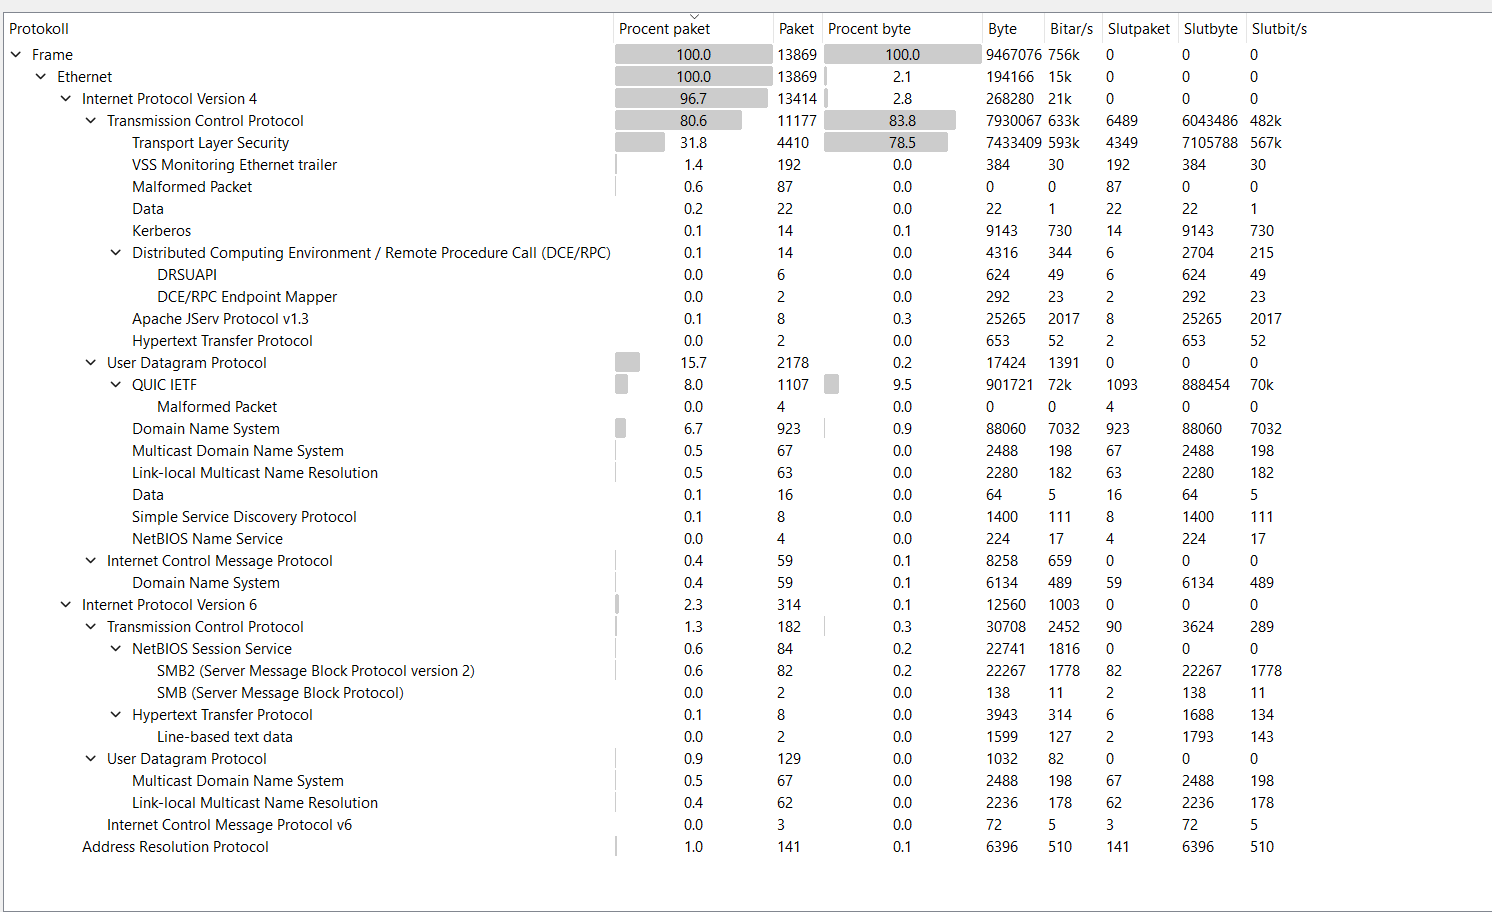 Protokoll Procent paket Paket Procent byte Byte Bitar/s Slutpaket Slutbyte Slutbit/s
Frame 100.0 13869 100.0 9467076 756k 0 0 0
Ethernet 100.0 13869 2.1 194166 15k 0 0 0
Internet Protocol Version 4 96.7 13414 2.8 268280 21k 0 0 0
Transmission Control Protocol 80.6 11177 83.8 7930067 633k 6489 6043486 482k
Transport Layer Security 31.8 4410 78.5 7433409 593k 4349 7105788 567k
VSS Monitoring Ethernet trailer 1.4 192 0.0 384 30 192 384 30
Malformed Packet 0.6 87 0.0 0 0 87 0 0
Data 0.2 22 0.0 22 1 22 22 1
Kerberos 0.1 14 0.1 9143 730 14 9143 730
Distributed Computing Environment / Remote Procedure Call (DCE/RPC) 0.1 14 0.0 4316 344 6 2704 215
DRSUAPI 0.0 6 0.0 624 49 6 624 49
DCE/RPC Endpoint Mapper 0.0 2 0.0 292 23 2 292 23
Apache JServ Protocol v1.3 0.1 8 0.3 25265 2017 8 25265 2017
Hypertext Transfer Protocol 0.0 2 0.0 653 52 2 653 52
User Datagram Protocol 15.7 2178 0.2 17424 1391 0 0 0
QUIC IETF 8.0 1107 9.5 901721 72k 1093 888454 70k
Malformed Packet 0.0 4 0.0 0 0 4 0 0
Domain Name System 6.7 923 0.9 88060 7032 923 88060 7032
Multicast Domain Name System 0.5 67 0.0 2488 198 67 2488 198
Link-local Multicast Name Resolution 0.5 63 0.0 2280 182 63 2280 182
Data 0.1 16 0.0 64 5 16 64 5
Simple Service Discovery Protocol 0.1 8 0.0 1400 111 8 1400 111
NetBIOS Name Service 0.0 4 0.0 224 17 4 224 17
Internet Control Message Protocol 0.4 59 0.1 8258 659 0 0 0
Domain Name System 0.4 59 0.1 6134 489 59 6134 489
Internet Protocol Version 6 2.3 314 0.1 12560 1003 0 0 0
Transmission Control Protocol 1.3 182 0.3 30708 2452 90 3624 289
NetBIOS Session Service 0.6 84 0.2 22741 1816 0 0 0
SMB2 (Server Message Block Protocol version 2) 0.6 82 0.2 22267 1778 82 22267 1778
SMB (Server Message Block Protocol) 0.0 2 0.0 138 11 2 138 11
Hypertext Transfer Protocol 0.1 8 0.0 3943 314 6 1688 134
Line-based text data 0.0 2 0.0 1599 127 2 1793 143
User Datagram Protocol 0.9 129 0.0 1032 82 0 0 0
Multicast Domain Name System 0.5 67 0.0 2488 198 67 2488 198
Link-local Multicast Name Resolution 0.4 62 0.0 2236 178 62 2236 178
Internet Control Message Protocol v6 0.0 3 0.0 72 5 3 72 5
Address Resolution Protocol 1.0 141 0.1 6396 510 141 6396 510